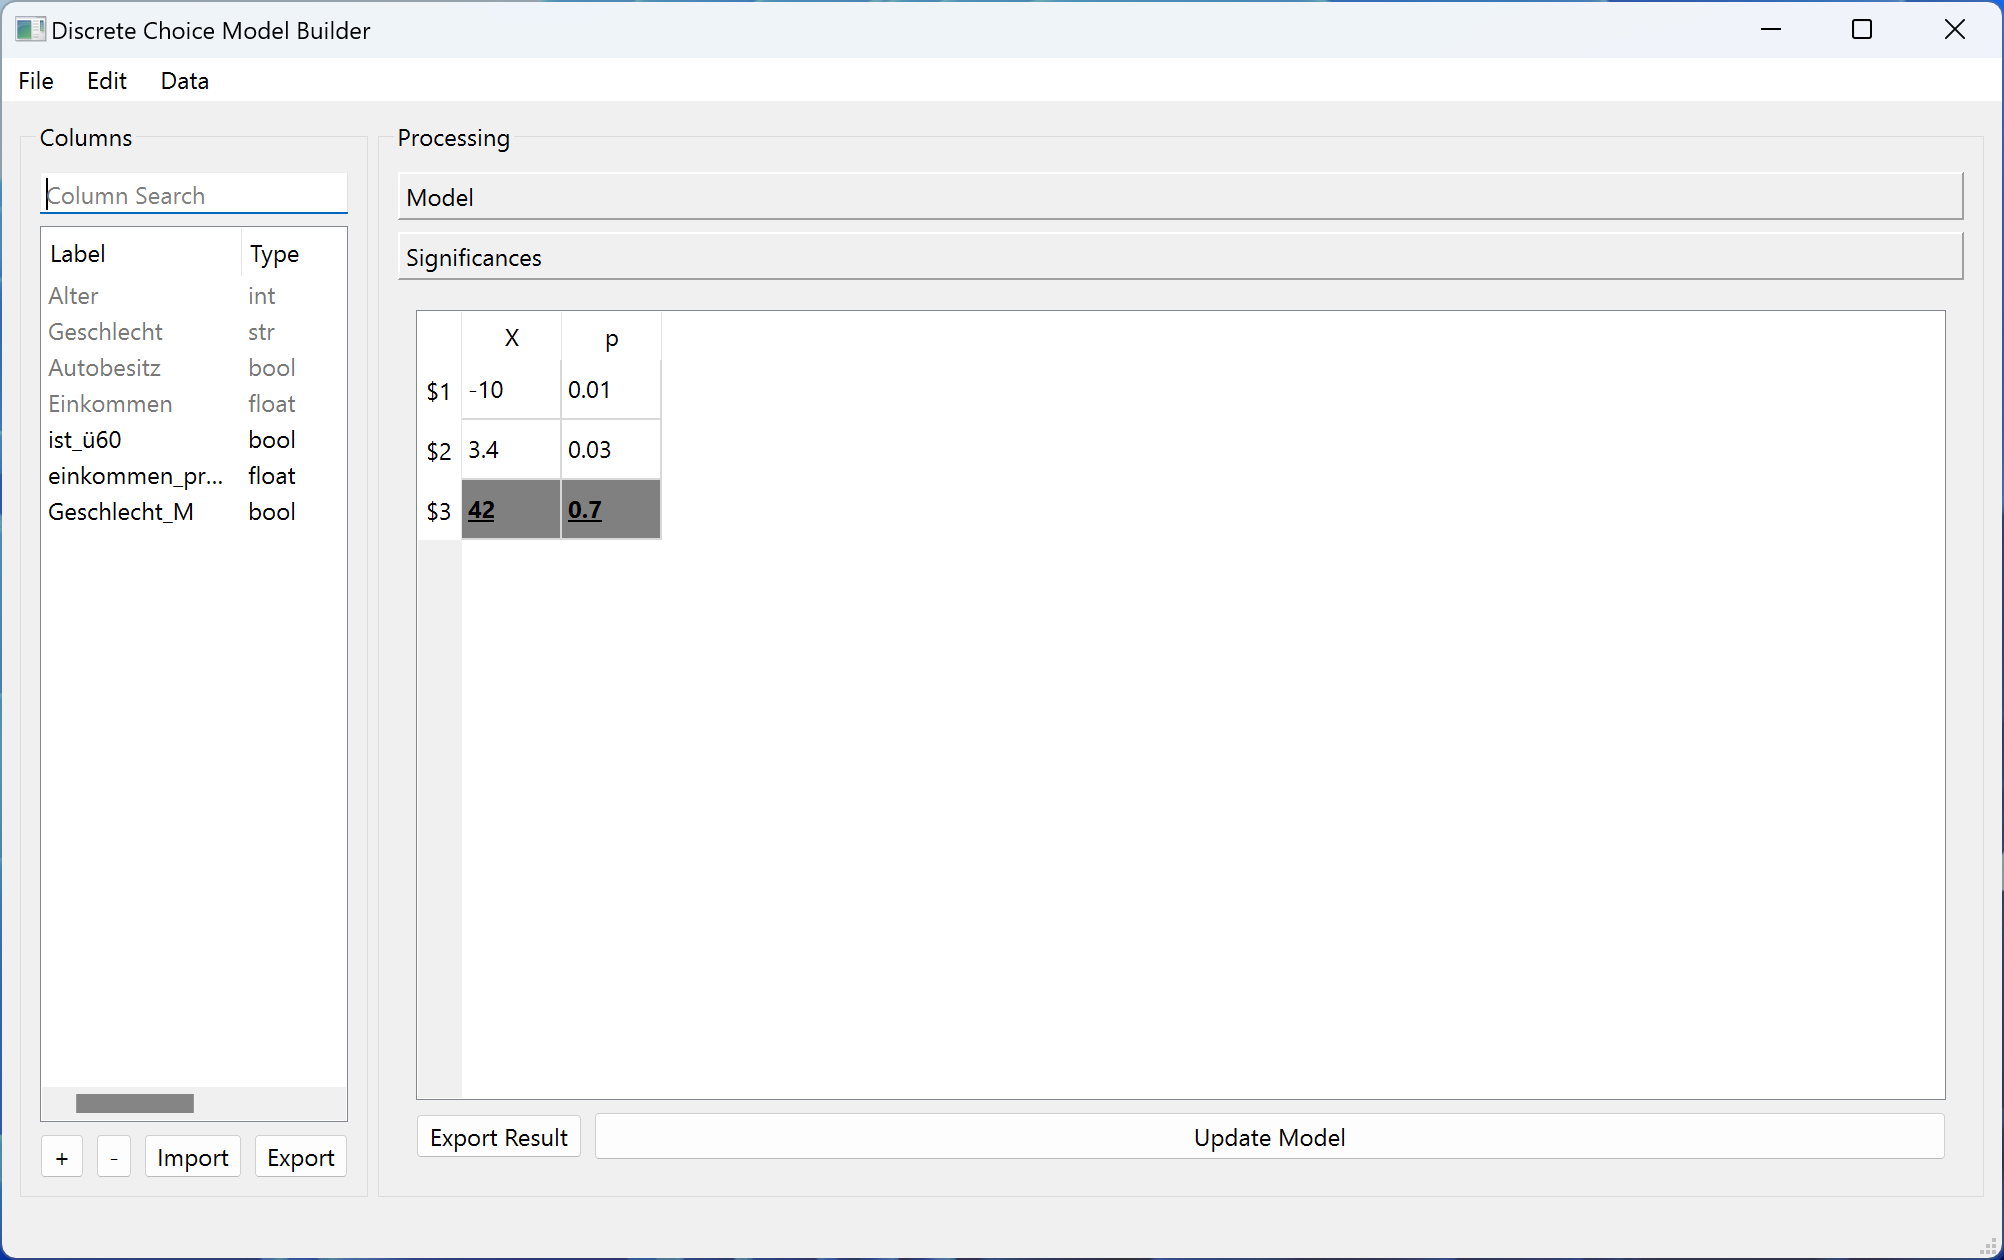 Discrete Choice Model Builder
File Edit Data
Columns
Column Search
Label Type
Alter int
Geschlecht str
Autobesitz bool
Einkommen float
ist_ü60 bool
einkommen_pr... float
Geschlecht_M bool
+ - Import Export
Processing
Model
Significances
X p
$1 -10 0.01
$2 3.4 0.03
$3 42 0.7
Export Result Update Model